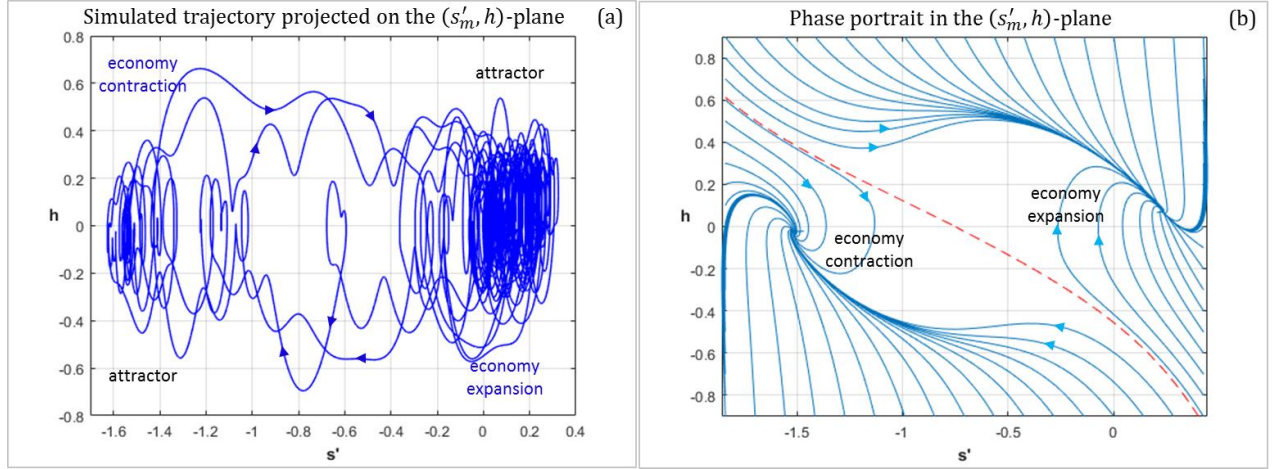 Simulated trajectory projected on the (s′ₘ, h)-plane
(a)
0.8
0.6
0.4
0.2
0
-0.2
-0.4
-0.6
-0.8
h
economy
contraction
attractor
attractor
economy
expansion
-1.6 -1.4 -1.2 -1 -0.8 -0.6 -0.4 -0.2 0 0.2 0.4
s'
Phase portrait in the (s′ₘ, h)-plane
(b)
0.8
0.6
0.4
0.2
0
-0.2
-0.4
-0.6
-0.8
h
economy
expansion
economy
contraction
-1.5 -1 -0.5 0
s'